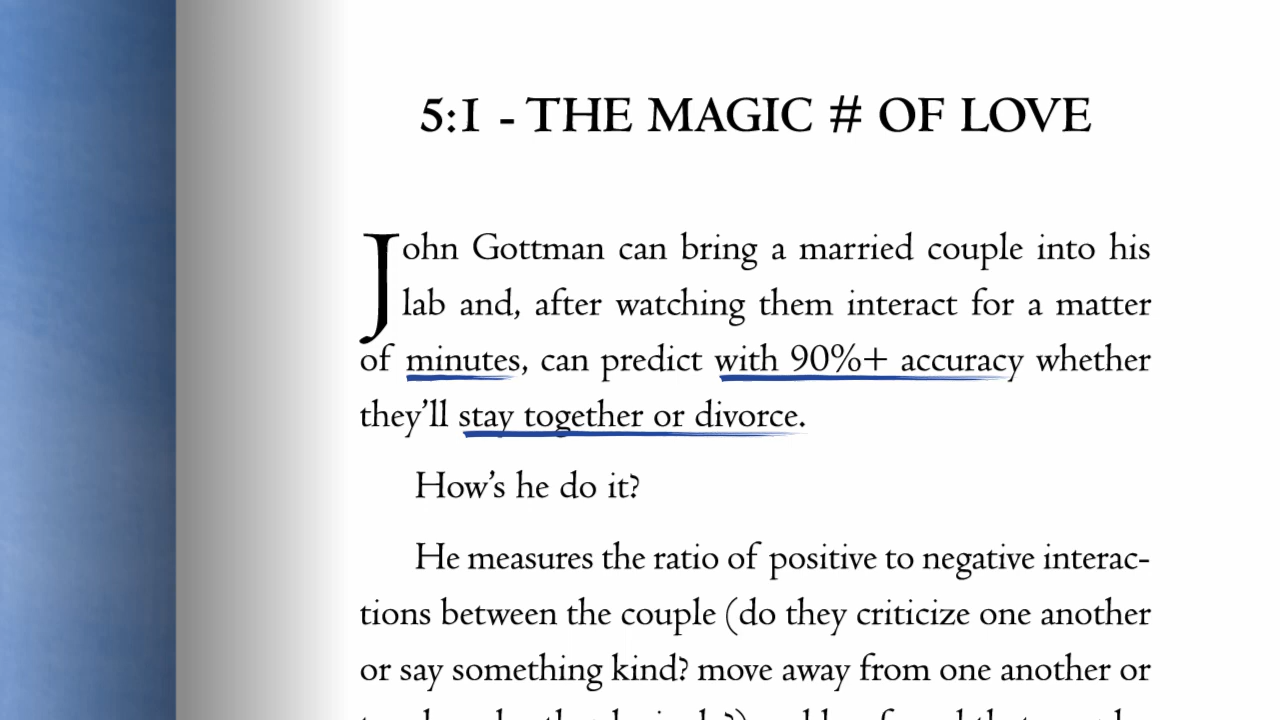 5:1 - THE MAGIC # OF LOVE
John Gottman can bring a married couple into his
lab and, after watching them interact for a matter
of minutes, can predict with 90%+ accuracy whether
they’ll stay together or divorce.
How’s he do it?
He measures the ratio of positive to negative interac-
tions between the couple (do they criticize one another
or say something kind? move away from one another or